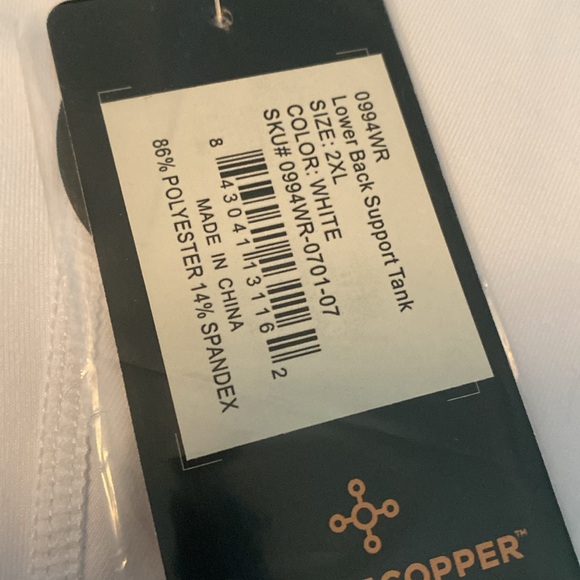 0994WR
Lower Back Support Tank
SIZE: 2XL
COLOR: WHITE
SKU# 0994WR-0701-07
8 43041 13116 2
MADE IN CHINA
86% POLYESTER 14% SPANDEX
COPPER™